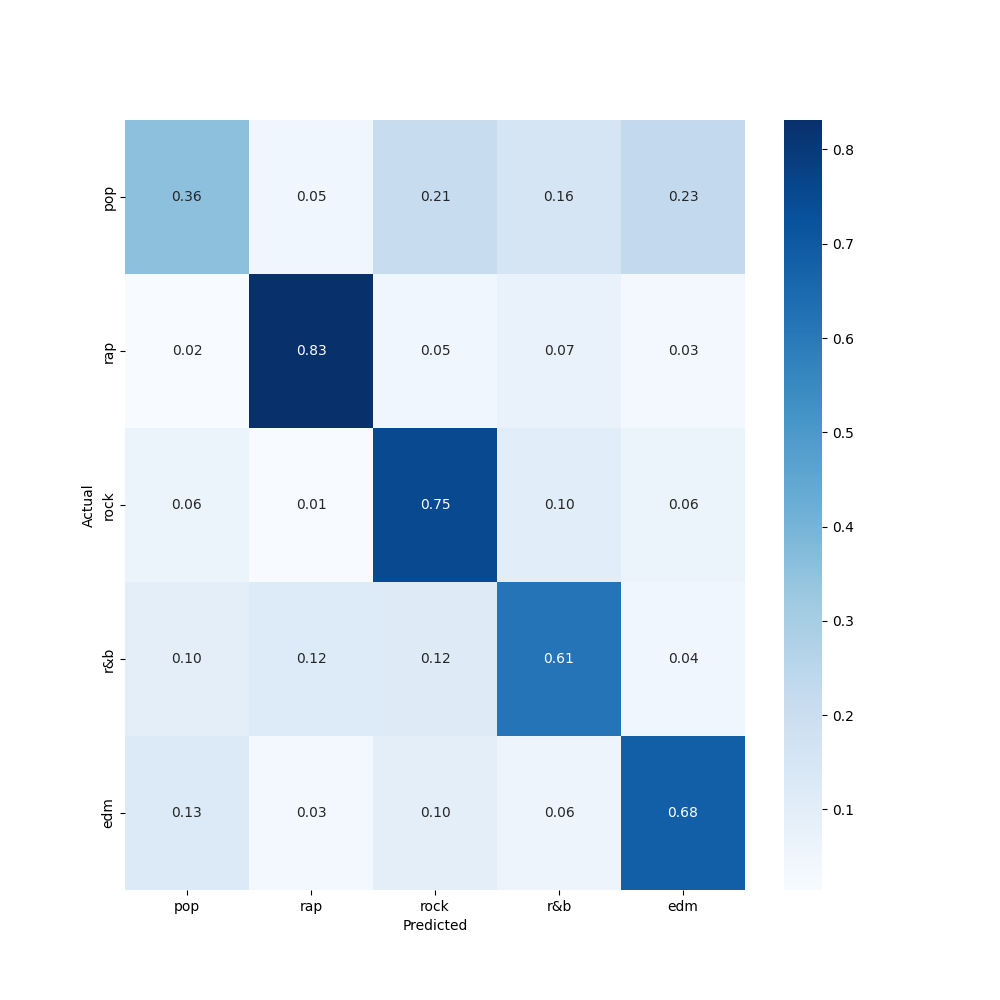 pop 0.36 0.05 0.21 0.16 0.23
rap 0.02 0.83 0.05 0.07 0.03
rock 0.06 0.01 0.75 0.10 0.06
r&b 0.10 0.12 0.12 0.61 0.04
edm 0.13 0.03 0.10 0.06 0.68
Actual
pop rap rock r&b edm
Predicted
0.8
0.7
0.6
0.5
0.4
0.3
0.2
0.1